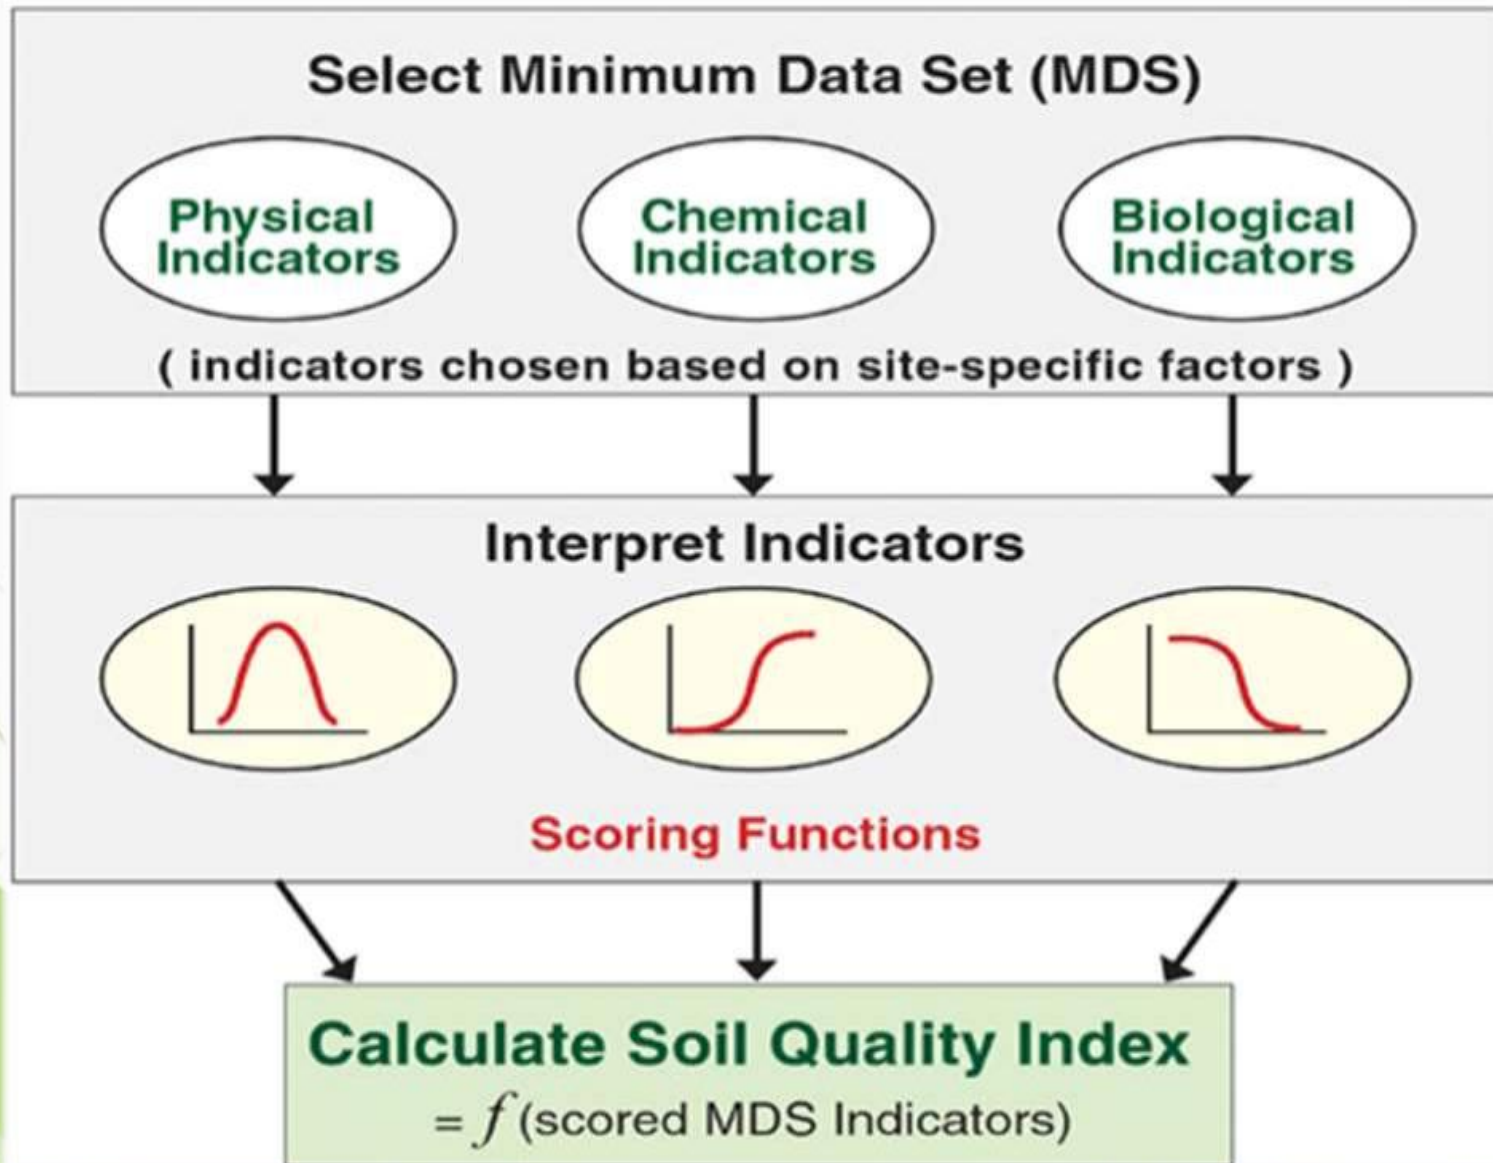 Select Minimum Data Set (MDS)
Physical
Indicators
Chemical
Indicators
Biological
Indicators
( indicators chosen based on site-specific factors )
Interpret Indicators
Scoring Functions
Calculate Soil Quality Index
= f (scored MDS Indicators)